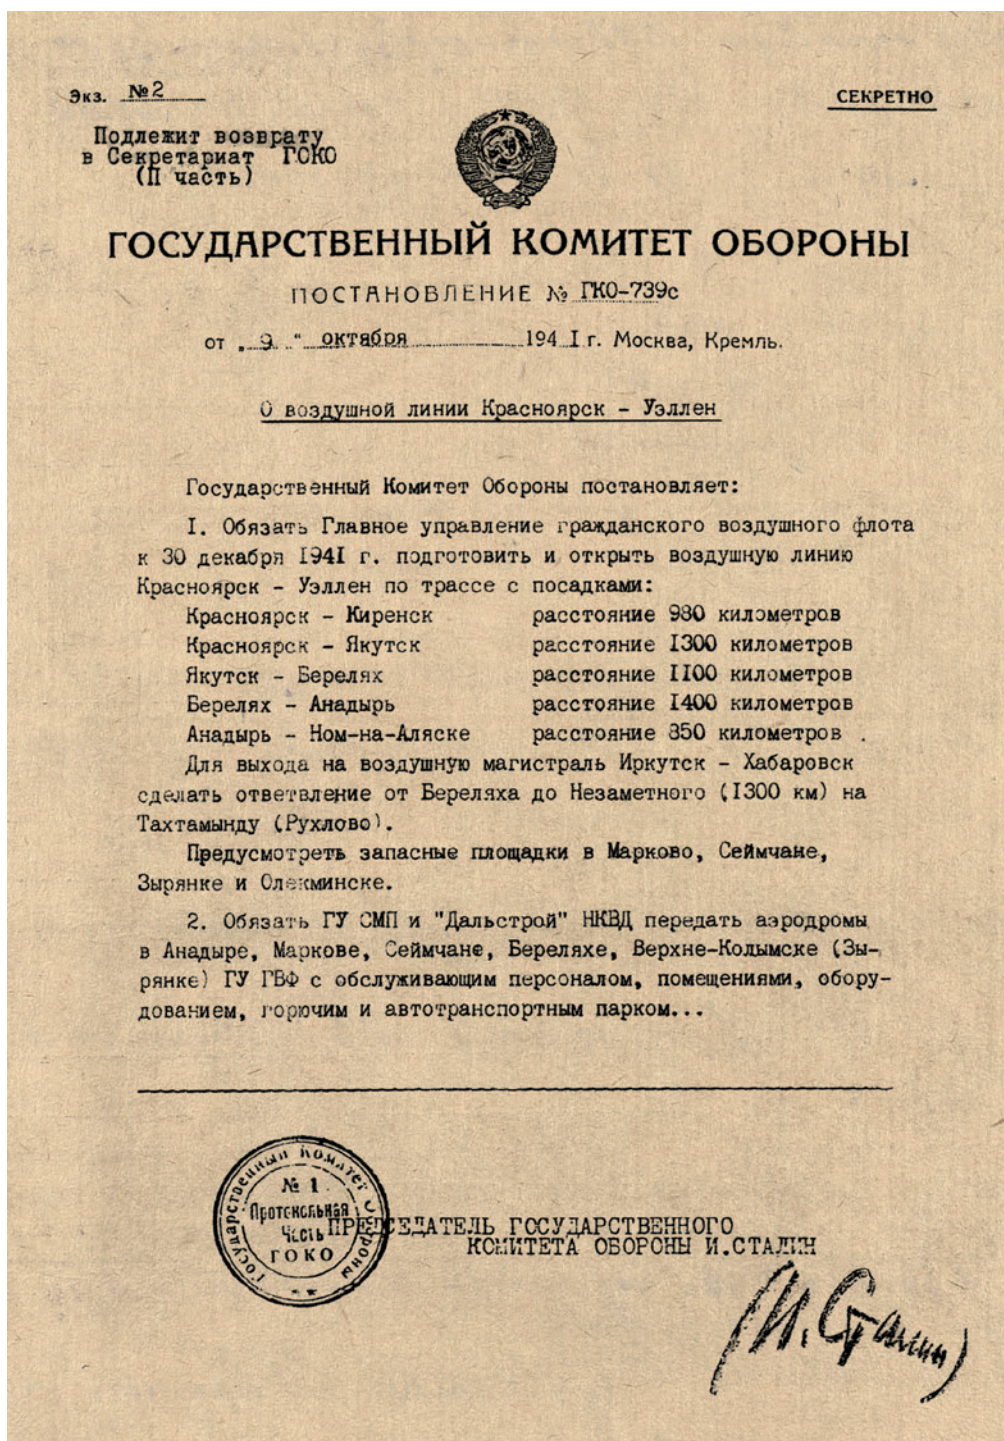 Экз. №2
СЕКРЕТНО
Подлежит возврату
в Секретариат ГОКО
(II часть)
ГОСУДАРСТВЕННЫЙ КОМИТЕТ ОБОРОНЫ
ПОСТАНОВЛЕНИЕ № ГКО-739с
от „9" октября 1941 г. Москва, Кремль.
О воздушной линии Красноярск - Уэллен
Государственный Комитет Обороны постановляет:
I. Обязать Главное управление гражданского воздушного флота
к 30 декабря 1941 г. подготовить и открыть воздушную линию
Красноярск - Уэллен по трассе с посадками:
Красноярск - Киренск расстояние 980 километров
Красноярск - Якутск расстояние 1300 километров
Якутск - Берелях расстояние 1100 километров
Берелях - Анадырь расстояние 1400 километров
Анадырь - Ном-на-Аляске расстояние 850 километров .
Для выхода на воздушную магистраль Иркутск - Хабаровск
сделать ответвление от Береляха до Незаметного (1300 км) на
Тахтамынду (Рухлово).
Предусмотреть запасные площадки в Марково, Сеймчане,
Зырянке и Олекминске.
2. Обязать ГУ СМП и "Дальстрой" НКВД передать аэродромы
в Анадыре, Маркове, Сеймчане, Береляхе, Верхне-Колымске (Зы-
рянке) ГУ ГВФ с обслуживающим персоналом, помещениями, обору-
дованием, горючим и автотранспортным парком...
Государственный Комитет Обороны
№ 1
Протокольная
Часть
ГОКО
ПРЕДСЕДАТЕЛЬ ГОСУДАРСТВЕННОГО
КОМИТЕТА ОБОРОНЫ И.СТАЛИН
(И. Сталин)